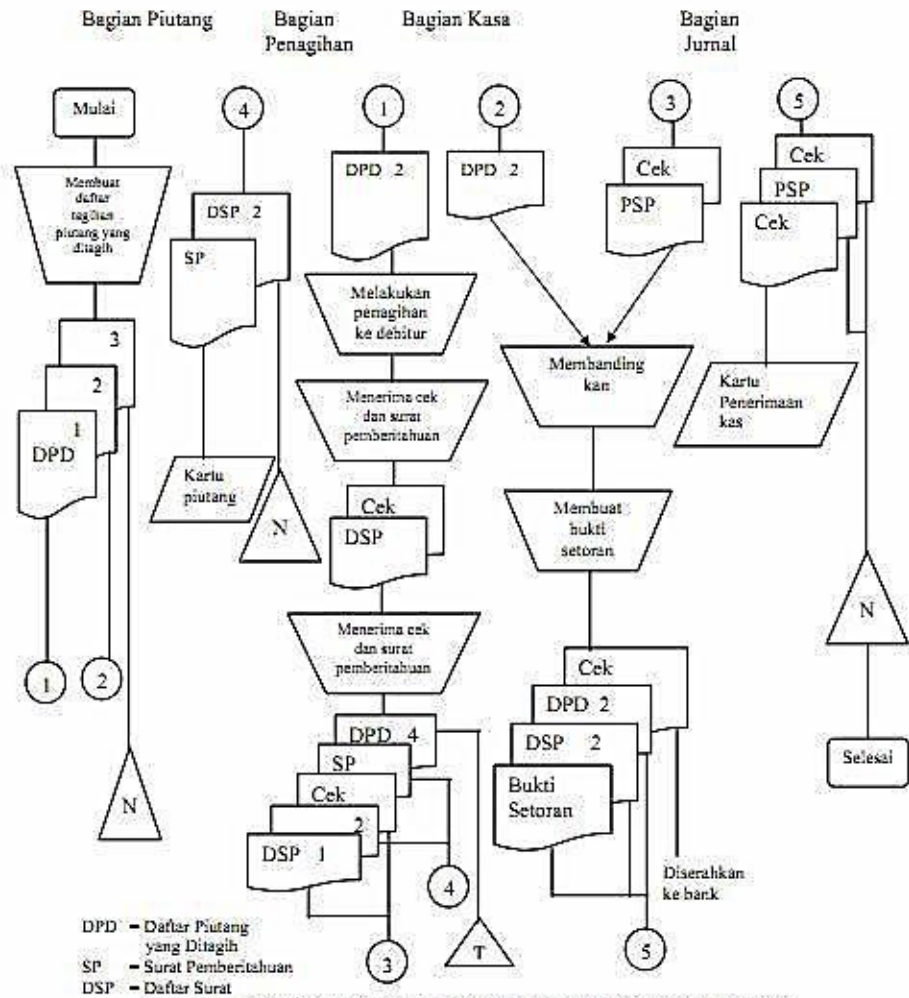 Bagian Piutang
Bagian
Penagihan
Bagian Kasa
Bagian
Jurnal
Mulai
Membuat
daftar
tagihan
piutang yang
ditagih
3
2
1
DPD
1
2
N
4
DSP 2
SP
Kartu
piutang
N
1
DPD 2
Melakukan
penagihan
ke debitur
Menerima cek
dan surat
pemberitahuan
Cek
DSP
Menerima cek
dan surat
pemberitahuan
DPD 4
SP
Cek
2
DSP 1
3
4
T
2
DPD 2
3
Cek
PSP
Membanding
kan
Membuat
bukti
setoran
Cek
DPD 2
DSP 2
Bukti
Setoran
Diserahkan
ke bank
5
5
Cek
PSP
Cek
Kartu
Penerimaan
kas
N
Selesai
DPD = Daftar Piutang
yang Ditagih
SP = Surat Pemberitahuan
DSP = Daftar Surat